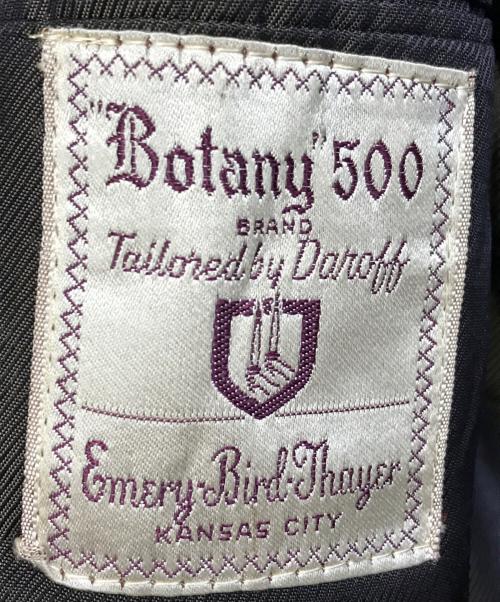 "Botany" 500
BRAND
Tailored by Daroff
Emery-Bird-Thayer
KANSAS CITY